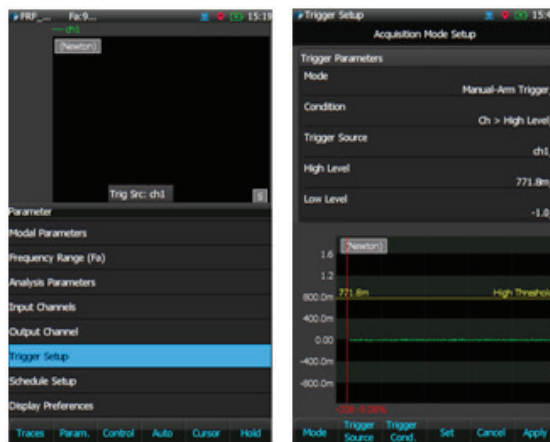 FRF_... Fa:9... 15:19
ch1
(Newton)
Trig Src: ch1
S
Parameter
Modal Parameters
Frequency Range (Fa)
Analysis Parameters
Input Channels
Output Channel
Trigger Setup
Schedule Setup
Display Preferences
Traces Param. Control Auto Cursor Hold
Trigger Setup 15:4
Acquisition Mode Setup
Trigger Parameters
Mode
Manual-Arm Trigger
Condition
Ch > High Level
Trigger Source
ch1
High Level
771.8m
Low Level
-1.0
(Newton)
1.6
1.2
800.0m 771.8m High Threshold
400.0m
0.00
-400.0m
-800.0m
Mode Trigger Source Trigger Cond. Set Cancel Apply